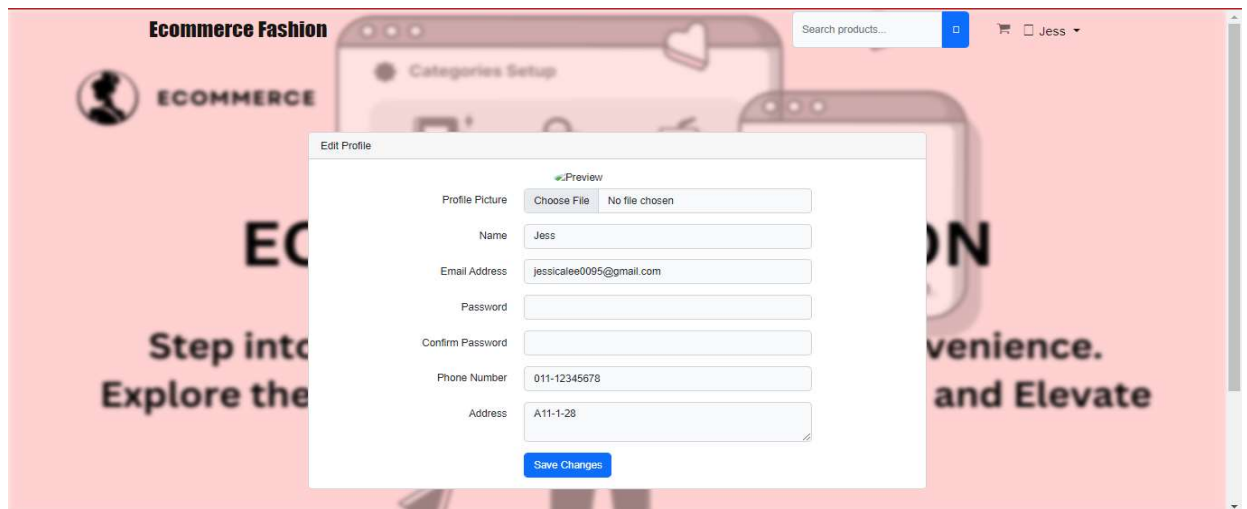 Ecommerce Fashion
Search products...
Jess
Categories Setup
ECOMMERCE
Edit Profile
Preview
Profile Picture Choose File No file chosen
Name Jess
Email Address jessicalee0095@gmail.com
EC ON
Password
Step into venience.
Confirm Password
Phone Number 011-12345678
Explore the and Elevate
Address A11-1-28
Save Changes